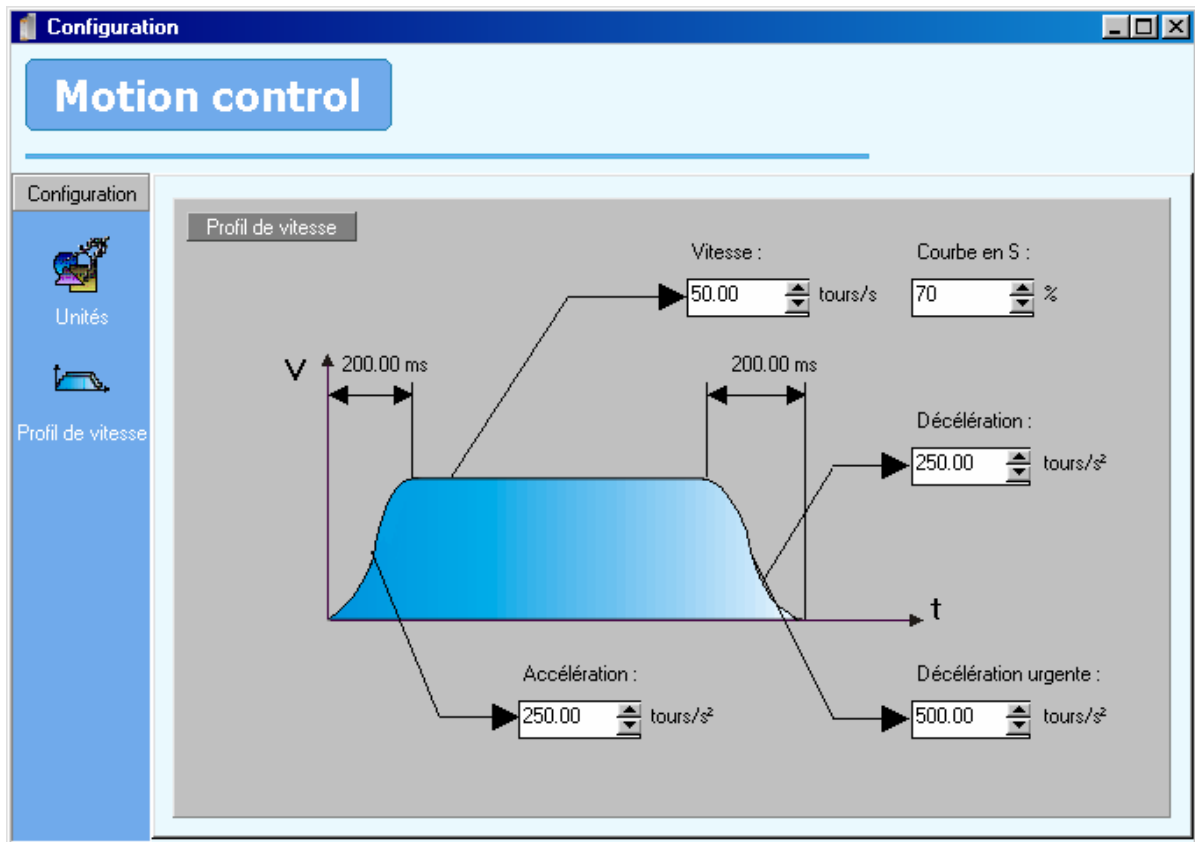 Configuration
Motion control
Configuration
Unités
Profil de vitesse
Profil de vitesse
Vitesse :
50.00 tours/s
Courbe en S :
70 %
V
200.00 ms
200.00 ms
Décélération :
250.00 tours/s²
t
Accélération :
250.00 tours/s²
Décélération urgente :
500.00 tours/s²